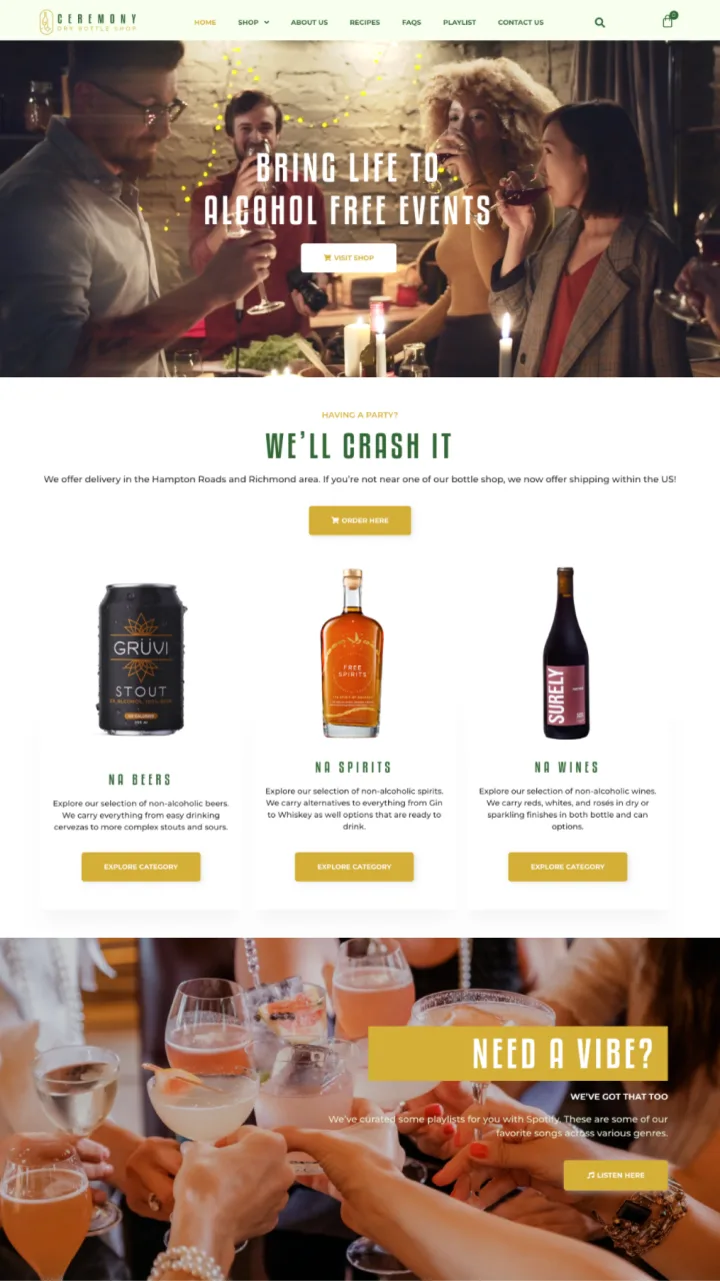 CEREMONY
DRY BOTTLE SHOP
HOME
SHOP
ABOUT US
RECIPES
FAQS
PLAYLIST
CONTACT US
0
BRING LIFE TO
ALCOHOL FREE EVENTS
VISIT SHOP
HAVING A PARTY?
WE'LL CRASH IT
We offer delivery in the Hampton Roads and Richmond area. If you're not near one of our bottle shop, we now offer shipping within the US!
ORDER HERE
GRÜVI
STOUT
FREE
SPIRITS
SURELY
NA BEERS
Explore our selection of non-alcoholic beers.
We carry everything from easy drinking
cervezas to more complex stouts and sours.
EXPLORE CATEGORY
NA SPIRITS
Explore our selection of non-alcoholic spirits.
We carry alternatives to everything from Gin
to Whiskey as well options that are ready to
drink.
EXPLORE CATEGORY
NA WINES
Explore our selection of non-alcoholic wines.
We carry reds, whites, and rosés in dry or
sparkling finishes in both bottle and can
options.
EXPLORE CATEGORY
NEED A VIBE?
WE'VE GOT THAT TOO
We've curated some playlists for you with Spotify. These are some of our
favorite songs across various genres.
LISTEN HERE